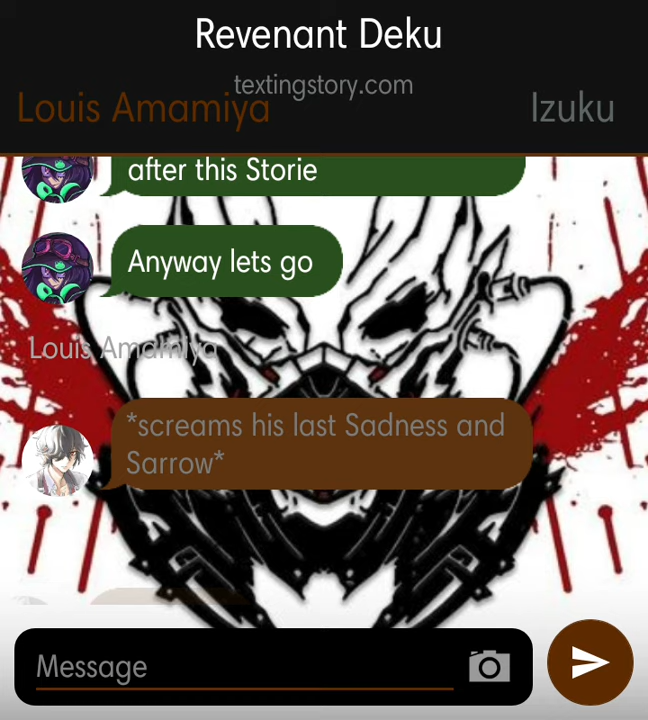 Revenant Deku
textingstory.com
Louis Amamiya
Izuku
after this Storie
Anyway lets go
Louis Amamiya
*screams his last Sadness and
Sarrow*
Message